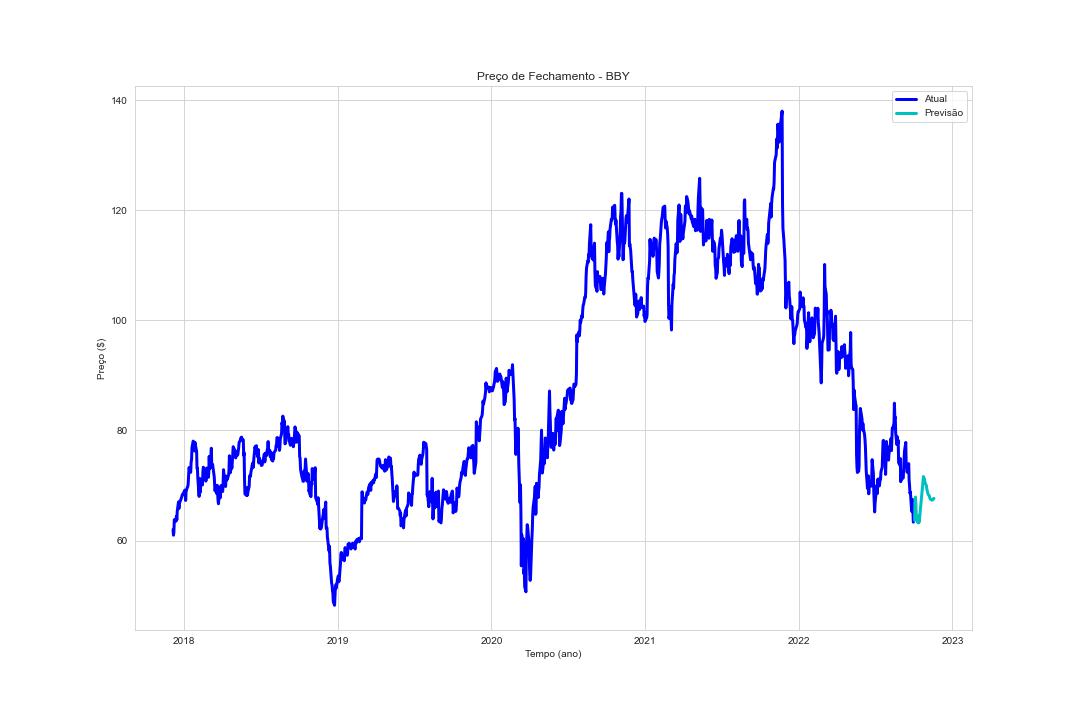 Preço de Fechamento - BBY
Atual
Previsão
140
120
100
80
60
Preço ($)
2018 2019 2020 2021 2022 2023
Tempo (ano)